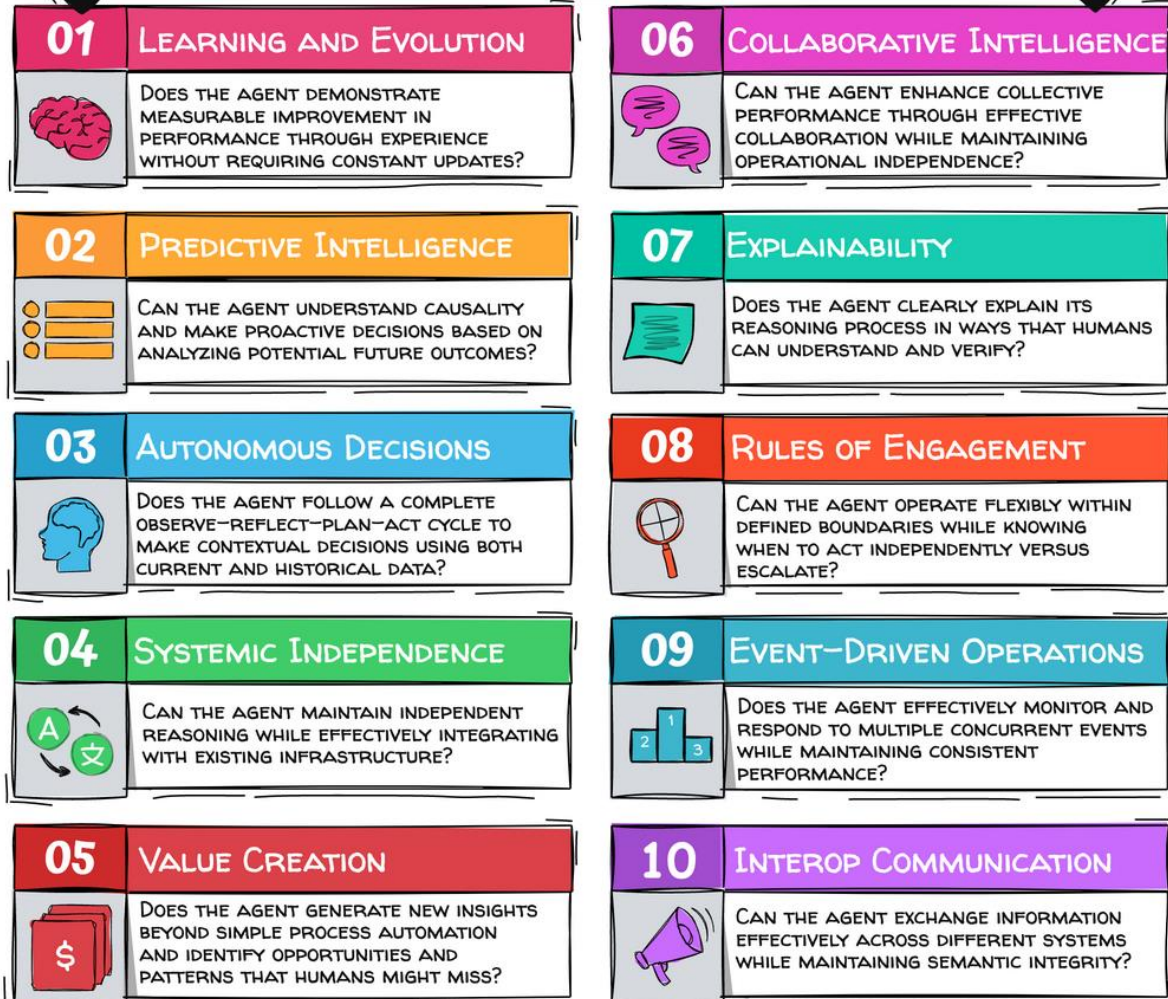 01 LEARNING AND EVOLUTION
DOES THE AGENT DEMONSTRATE
MEASURABLE IMPROVEMENT IN
PERFORMANCE THROUGH EXPERIENCE
WITHOUT REQUIRING CONSTANT UPDATES?
02 PREDICTIVE INTELLIGENCE
CAN THE AGENT UNDERSTAND CAUSALITY
AND MAKE PROACTIVE DECISIONS BASED ON
ANALYZING POTENTIAL FUTURE OUTCOMES?
03 AUTONOMOUS DECISIONS
DOES THE AGENT FOLLOW A COMPLETE
OBSERVE-REFLECT-PLAN-ACT CYCLE TO
MAKE CONTEXTUAL DECISIONS USING BOTH
CURRENT AND HISTORICAL DATA?
04 SYSTEMIC INDEPENDENCE
A
文
CAN THE AGENT MAINTAIN INDEPENDENT
REASONING WHILE EFFECTIVELY INTEGRATING
WITH EXISTING INFRASTRUCTURE?
05 VALUE CREATION
$
DOES THE AGENT GENERATE NEW INSIGHTS
BEYOND SIMPLE PROCESS AUTOMATION
AND IDENTIFY OPPORTUNITIES AND
PATTERNS THAT HUMANS MIGHT MISS?
06 COLLABORATIVE INTELLIGENCE
CAN THE AGENT ENHANCE COLLECTIVE
PERFORMANCE THROUGH EFFECTIVE
COLLABORATION WHILE MAINTAINING
OPERATIONAL INDEPENDENCE?
07 EXPLAINABILITY
DOES THE AGENT CLEARLY EXPLAIN ITS
REASONING PROCESS IN WAYS THAT HUMANS
CAN UNDERSTAND AND VERIFY?
08 RULES OF ENGAGEMENT
CAN THE AGENT OPERATE FLEXIBLY WITHIN
DEFINED BOUNDARIES WHILE KNOWING
WHEN TO ACT INDEPENDENTLY VERSUS
ESCALATE?
09 EVENT-DRIVEN OPERATIONS
2 1 3
DOES THE AGENT EFFECTIVELY MONITOR AND
RESPOND TO MULTIPLE CONCURRENT EVENTS
WHILE MAINTAINING CONSISTENT
PERFORMANCE?
10 INTEROP COMMUNICATION
CAN THE AGENT EXCHANGE INFORMATION
EFFECTIVELY ACROSS DIFFERENT SYSTEMS
WHILE MAINTAINING SEMANTIC INTEGRITY?